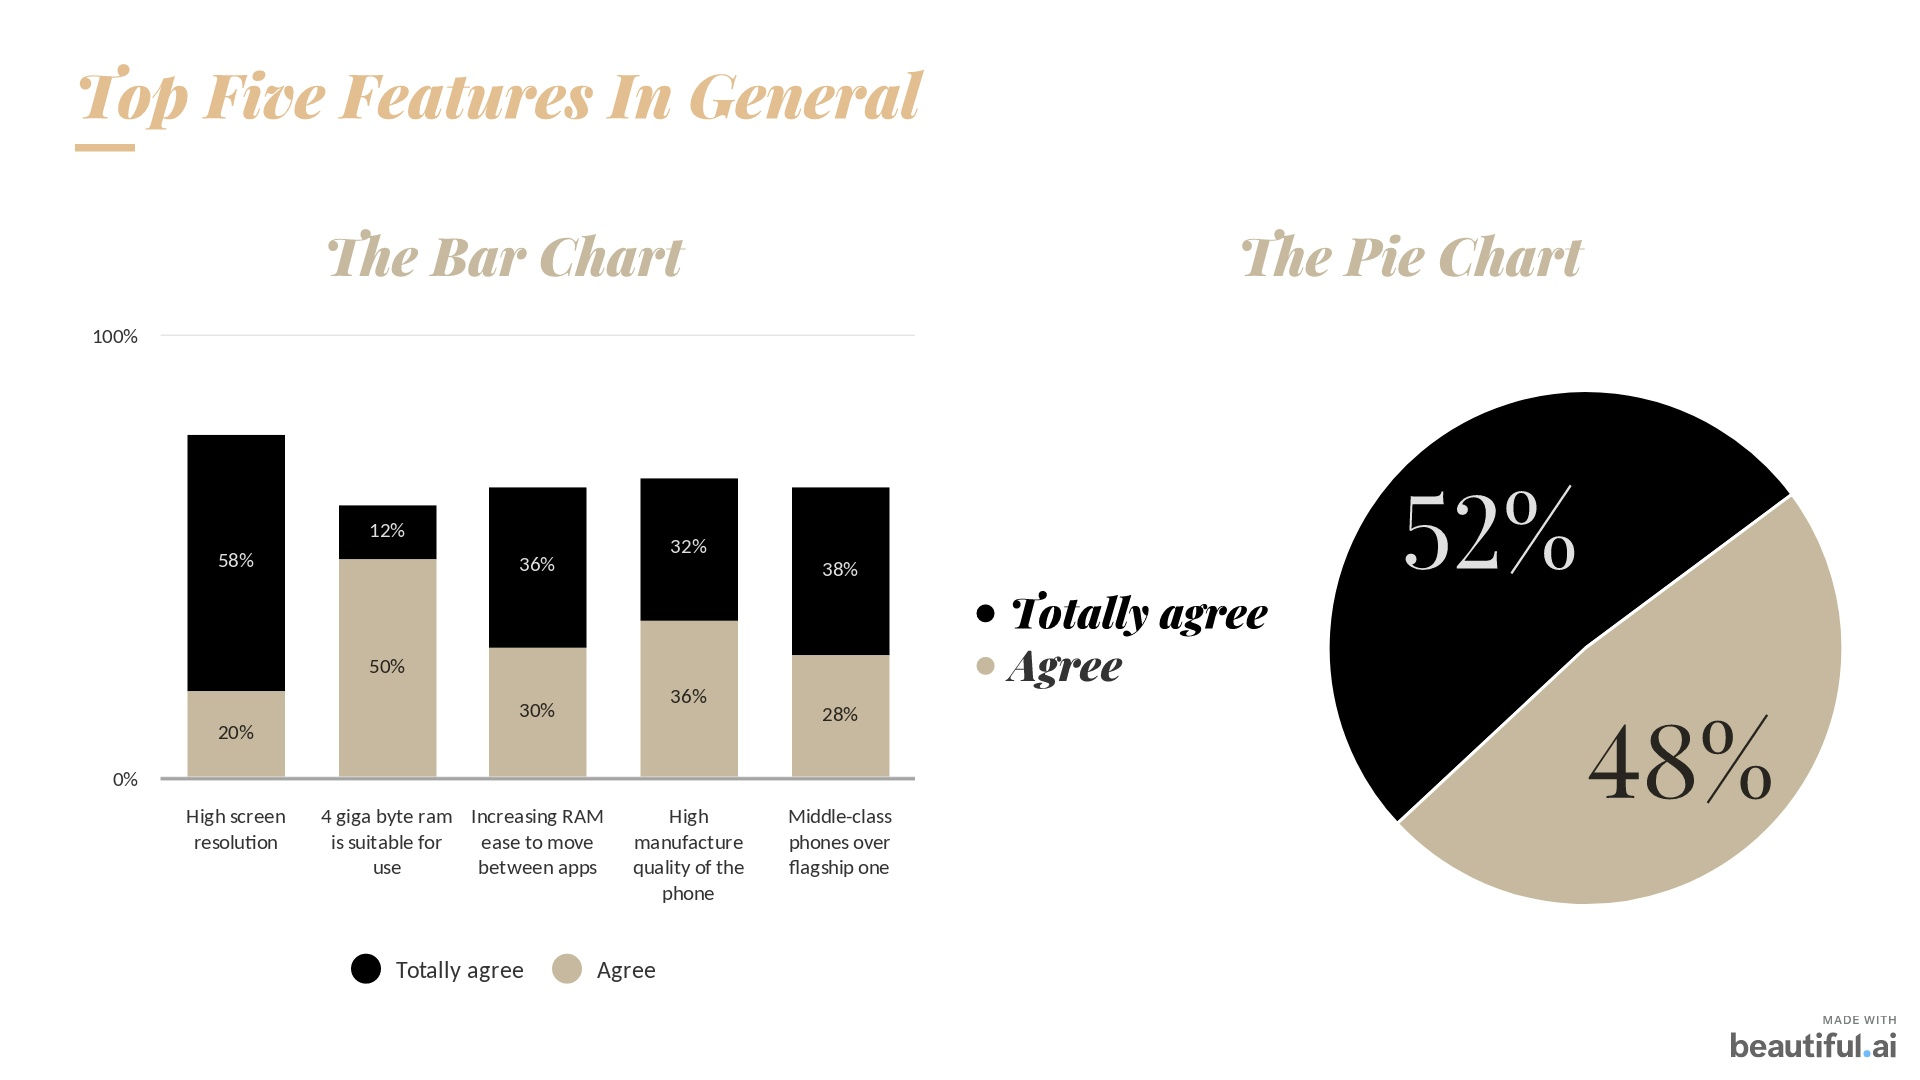 Top Five Features In General
The Bar Chart
100%
58%
20%
12%
50%
36%
30%
32%
36%
38%
28%
0%
High screen
resolution
4 giga byte ram
is suitable for
use
Increasing RAM
ease to move
between apps
High
manufacture
quality of the
phone
Middle-class
phones over
flagship one
Totally agree
Agree
The Pie Chart
Totally agree
Agree
52%
48%
MADE WITH
beautiful.ai